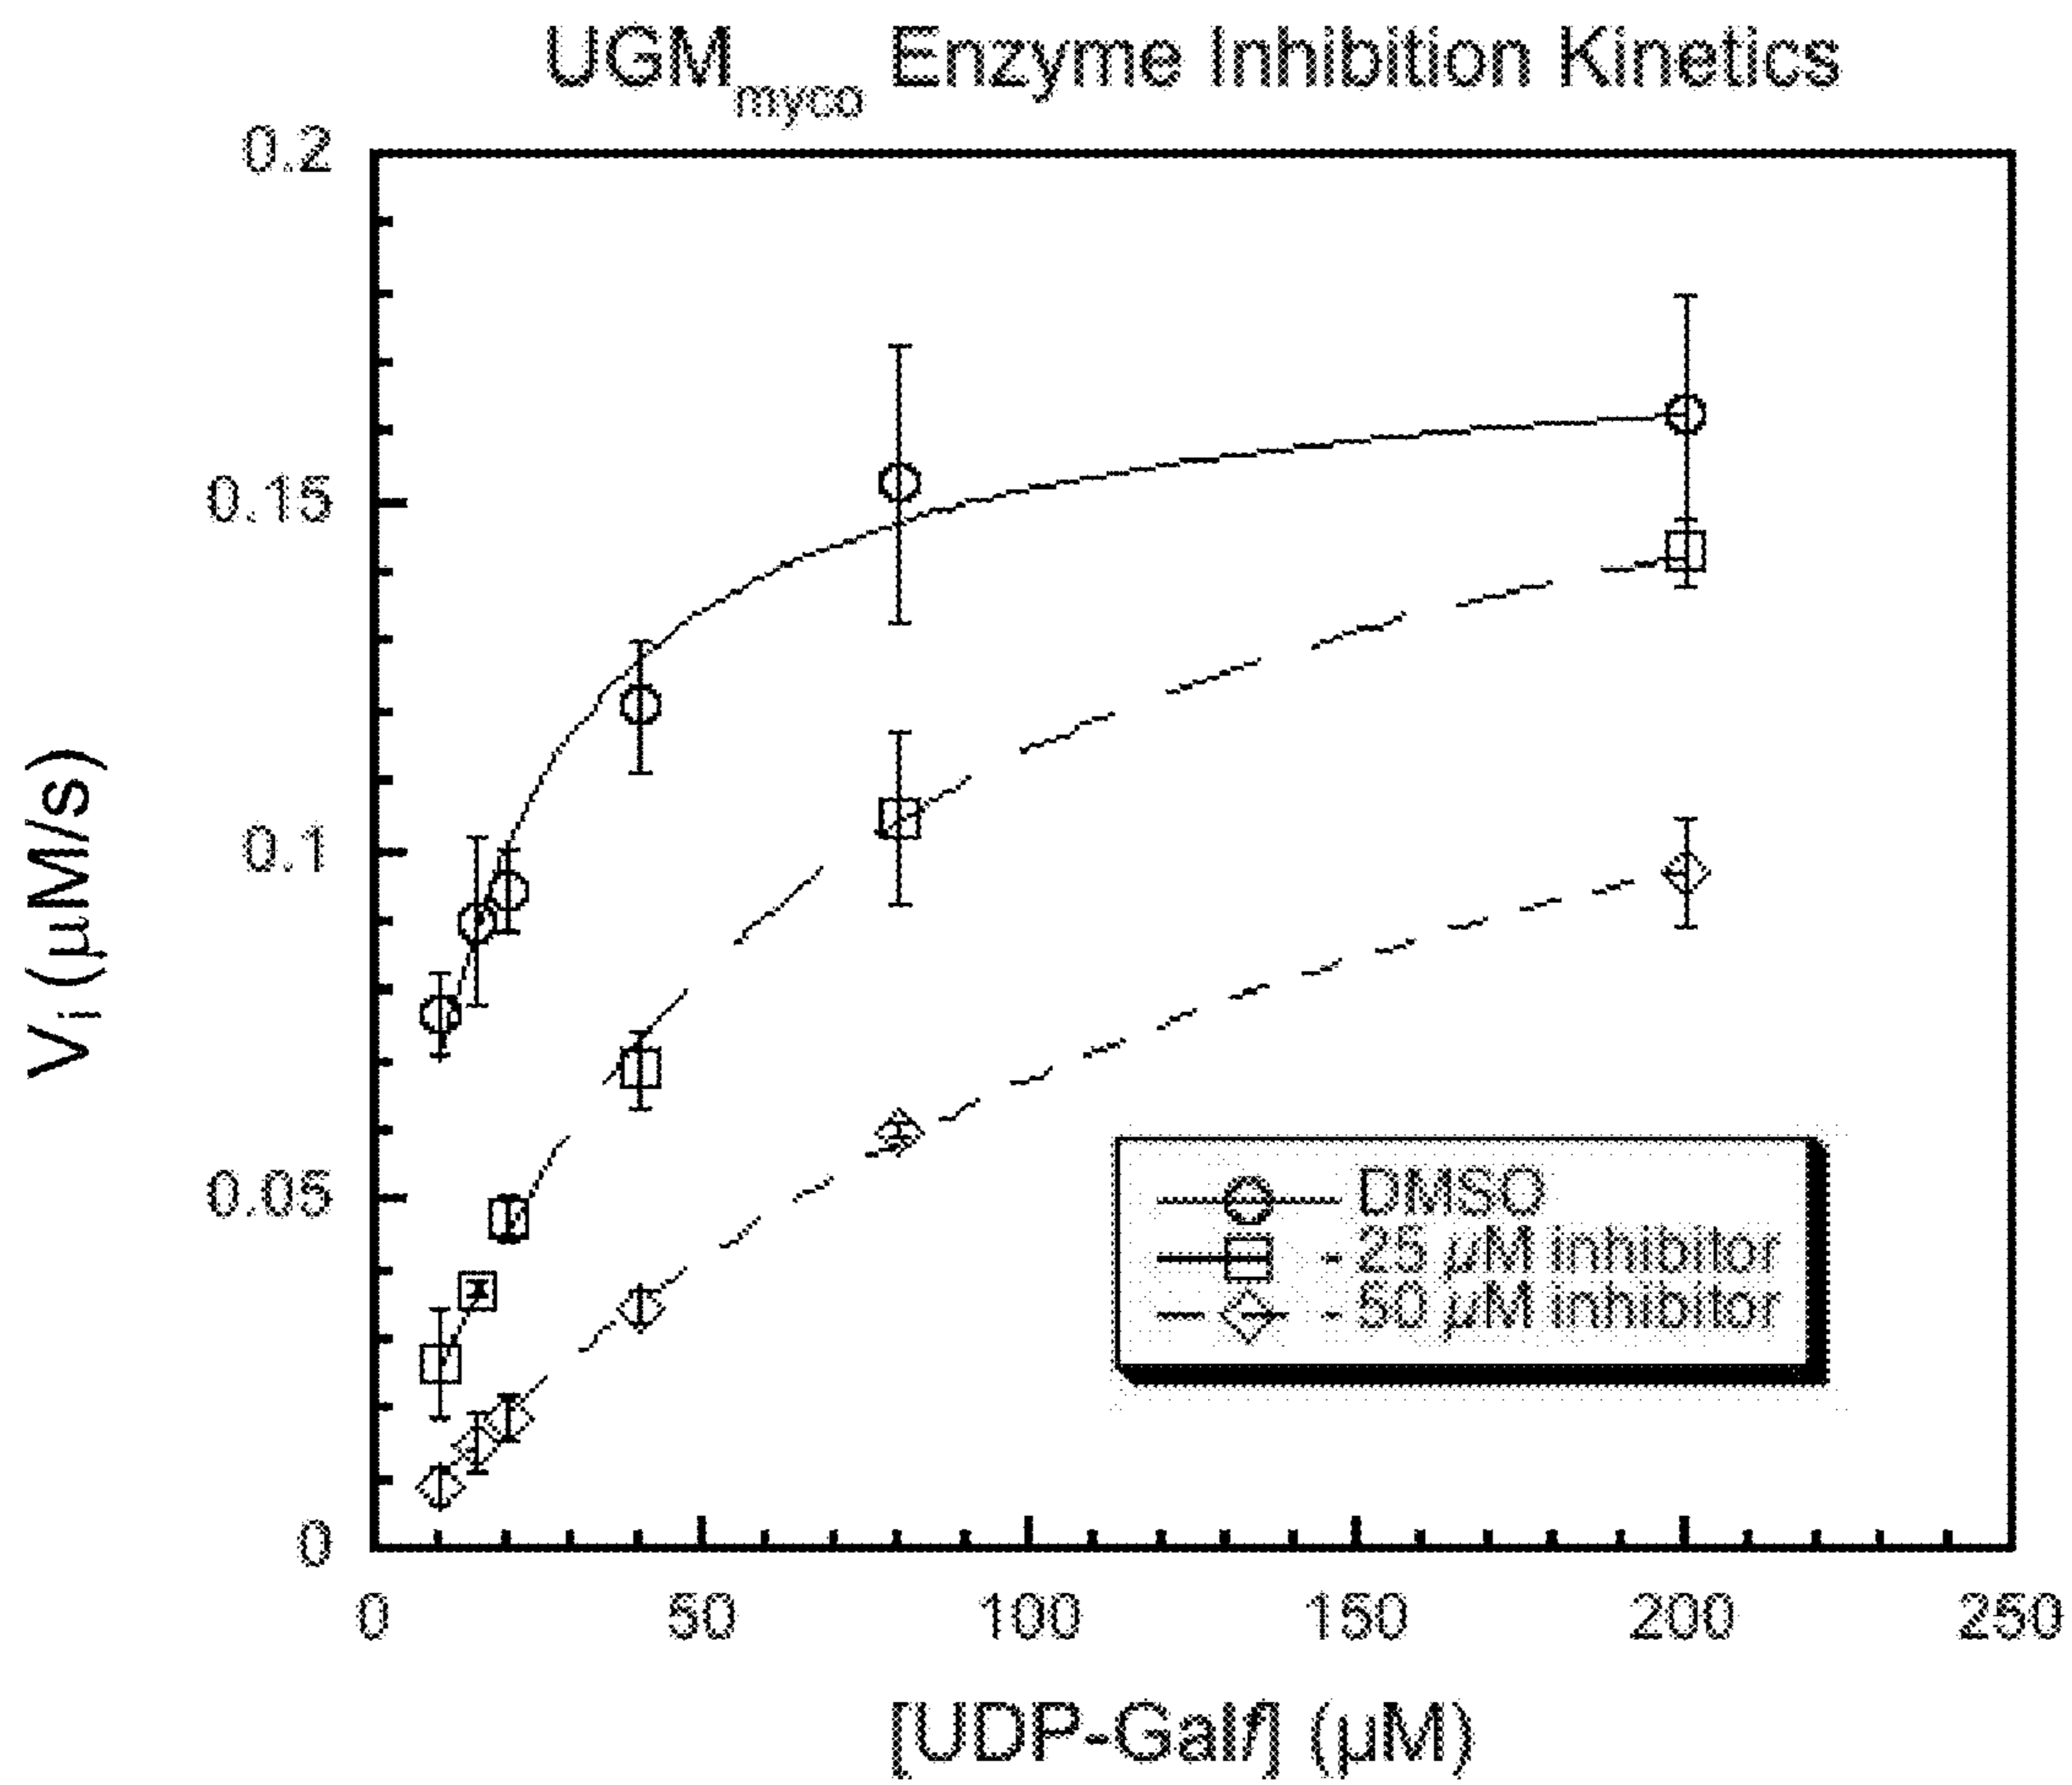 UGMmyco Enzyme Inhibition Kinetics
0.2
0.15
0.1
0.05
0
Vi (µM/s)
DMSO
- 25 µM inhibitor
- 50 µM inhibitor
0 50 100 150 200 250
[UDP-Galf] (µM)